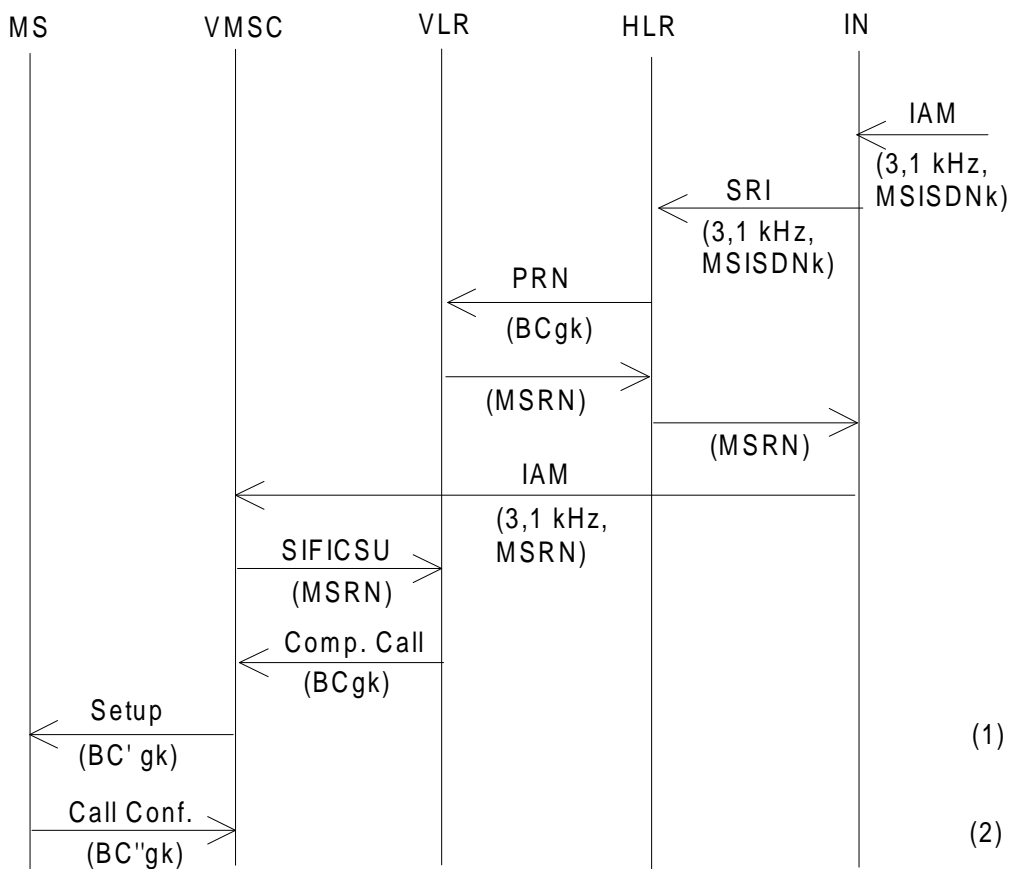 MS VMSC VLR HLR IN
IAM
(3,1 kHz,
MSISDNk)
SRI
(3,1 kHz,
MSISDNk)
PRN
(BCgk)
(MSRN)
(MSRN)
IAM
(3,1 kHz,
MSRN)
SIFICSU
(MSRN)
Comp. Call
(BCgk)
Setup
(BC' gk)
(1)
Call Conf.
(BC''gk)
(2)